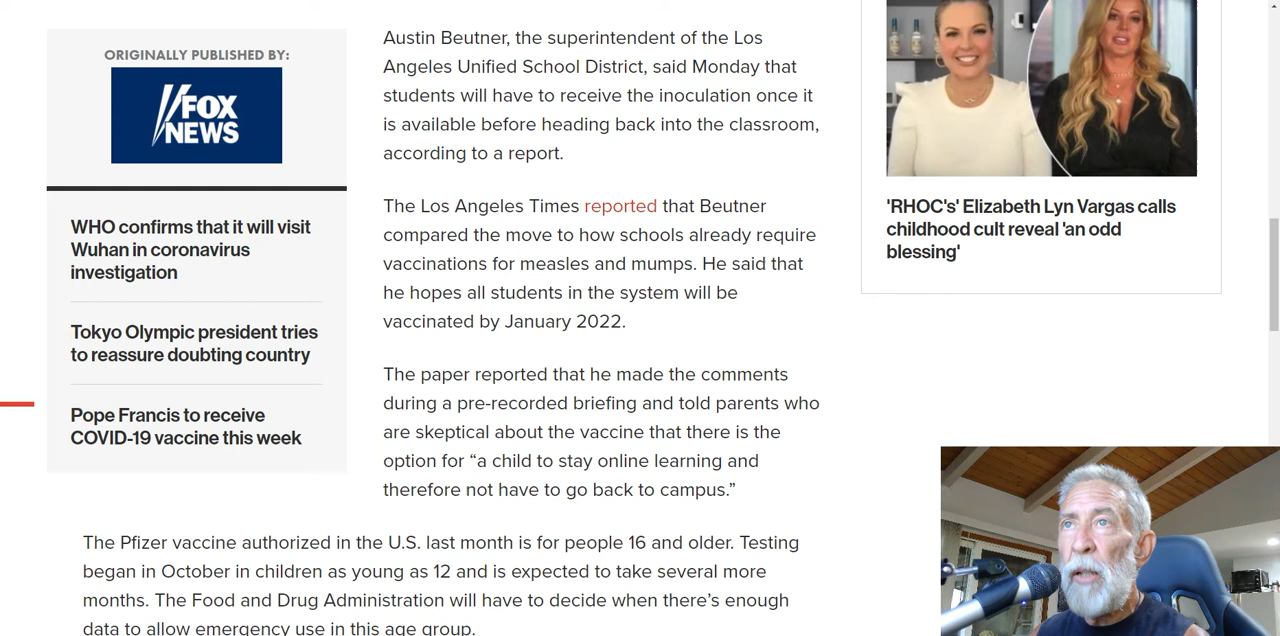 ORIGINALLY PUBLISHED BY:
FOX
NEWS
WHO confirms that it will visit
Wuhan in coronavirus
investigation
Tokyo Olympic president tries
to reassure doubting country
Pope Francis to receive
COVID-19 vaccine this week
Austin Beutner, the superintendent of the Los
Angeles Unified School District, said Monday that
students will have to receive the inoculation once it
is available before heading back into the classroom,
according to a report.
The Los Angeles Times reported that Beutner
compared the move to how schools already require
vaccinations for measles and mumps. He said that
he hopes all students in the system will be
vaccinated by January 2022.
The paper reported that he made the comments
during a pre-recorded briefing and told parents who
are skeptical about the vaccine that there is the
option for “a child to stay online learning and
therefore not have to go back to campus.”
The Pfizer vaccine authorized in the U.S. last month is for people 16 and older. Testing
began in October in children as young as 12 and is expected to take several more
months. The Food and Drug Administration will have to decide when there’s enough
data to allow emergency use in this age group.
'RHOC's' Elizabeth Lyn Vargas calls
childhood cult reveal 'an odd
blessing'